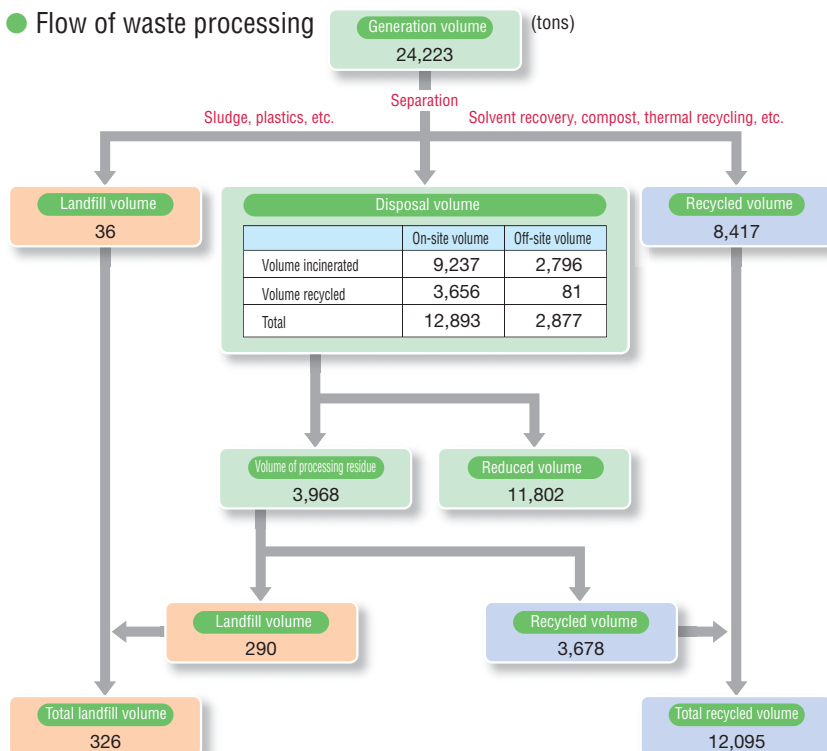 Flow of waste processing
Generation volume
(tons)
24,223
Separation
Sludge, plastics, etc.
Solvent recovery, compost, thermal recycling, etc.
Landfill volume
36
Disposal volume
On-site volume Off-site volume
Volume incinerated 9,237 2,796
Volume recycled 3,656 81
Total 12,893 2,877
Recycled volume
8,417
Volume of processing residue
3,968
Reduced volume
11,802
Landfill volume
290
Recycled volume
3,678
Total landfill volume
326
Total recycled volume
12,095